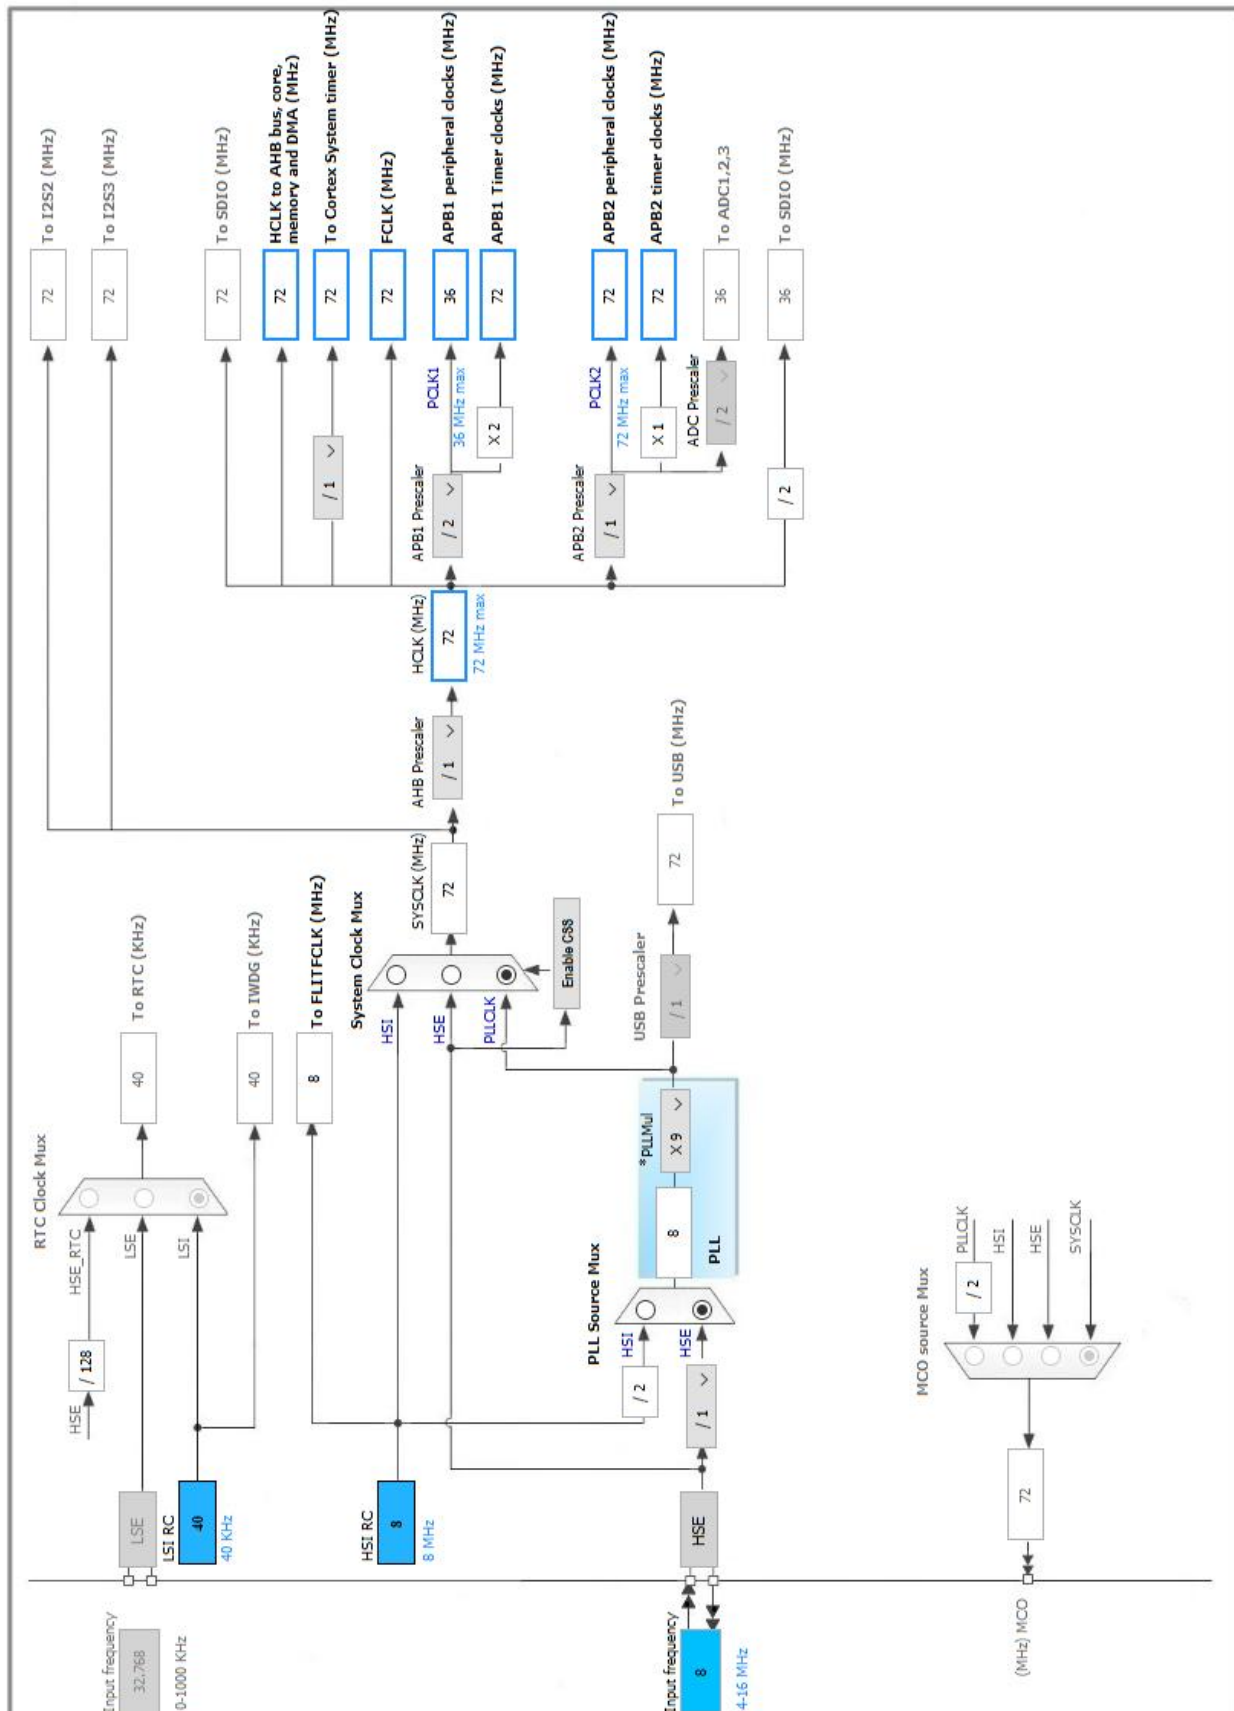 Input frequency
32.768
0-1000 KHz
LSE
LSI RC
40
40 KHz
HSE
/ 128
HSE_RTC
LSE
LSI
RTC Clock Mux
40
To RTC (KHz)
40
To IWDG (KHz)
HSI RC
8
8 MHz
8
To FLITFCLK (MHz)
System Clock Mux
HSI
HSE
PLLCLK
Enable CSS
SYSCLK (MHz)
72
AHB Prescaler
/ 1
HCLK (MHz)
72
72 MHz max
72
To I2S2 (MHz)
72
To I2S3 (MHz)
72
To SDIO (MHz)
72
HCLK to AHB bus, core,
memory and DMA (MHz)
/ 1
72
To Cortex System timer (MHz)
72
FCLK (MHz)
APB1 Prescaler
/ 2
PCLK1
36 MHz max
36
APB1 peripheral clocks (MHz)
X 2
72
APB1 Timer clocks (MHz)
APB2 Prescaler
/ 1
PCLK2
72 MHz max
72
APB2 peripheral clocks (MHz)
X 1
72
APB2 timer clocks (MHz)
ADC Prescaler
/ 2
36
To ADC1,2,3
/ 2
36
To SDIO (MHz)
Input frequency
8
4-16 MHz
HSE
/ 1
/ 2
PLL Source Mux
HSI
HSE
8
PLL
*PLLMul
X 9
USB Prescaler
/ 1
72
To USB (MHz)
(MHz) MCO
72
MCO source Mux
/ 2
PLLCLK
HSI
HSE
SYSCLK